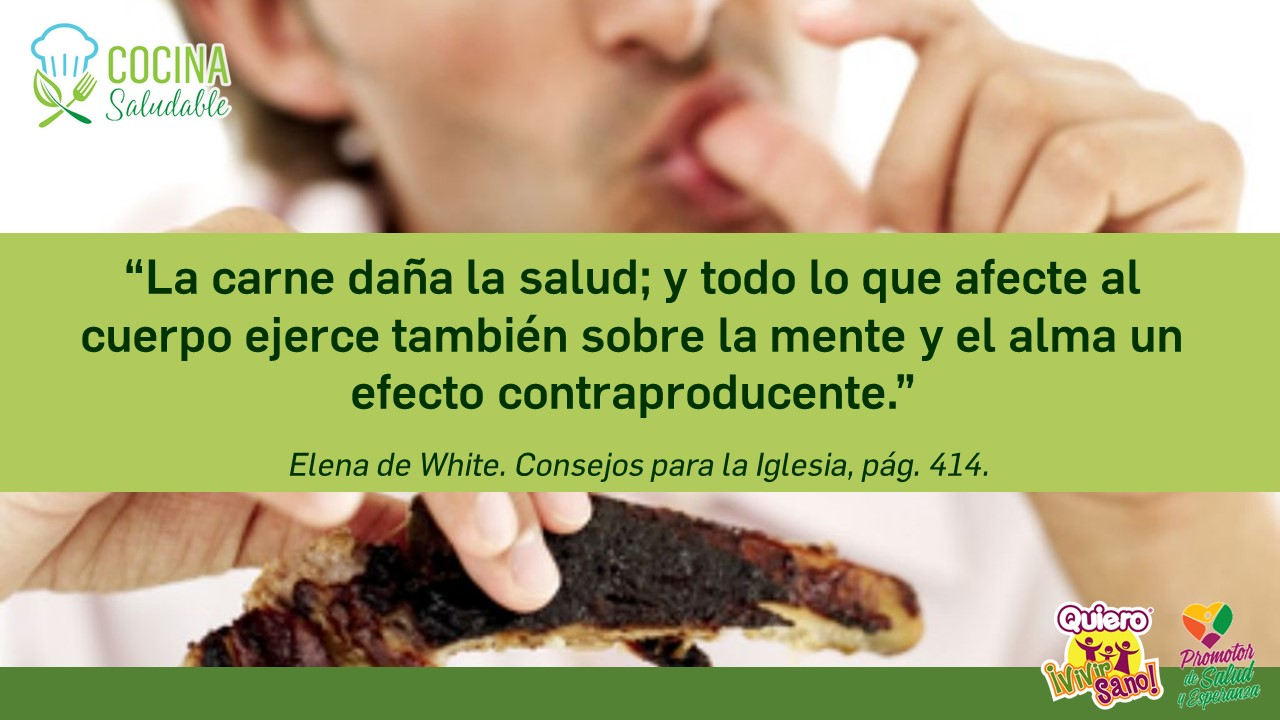 COCINA
Saludable
“La carne daña la salud; y todo lo que afecte al
cuerpo ejerce también sobre la mente y el alma un
efecto contraproducente.”
Elena de White. Consejos para la Iglesia, pág. 414.
Quiero
¡Vivir
Sano!
Promotor
de Salud
y Esperanza